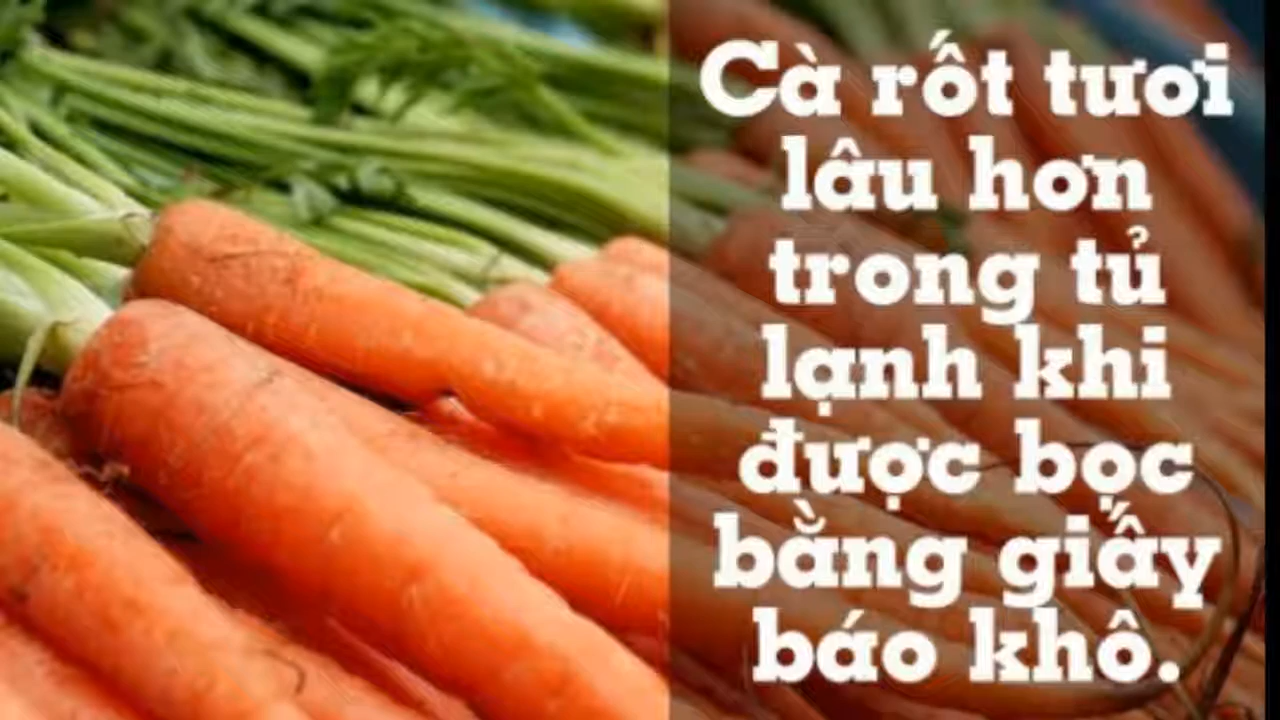 Cà rốt tươi
lâu hơn
trong tủ
lạnh khi
được bọc
bằng giấy
báo khô.